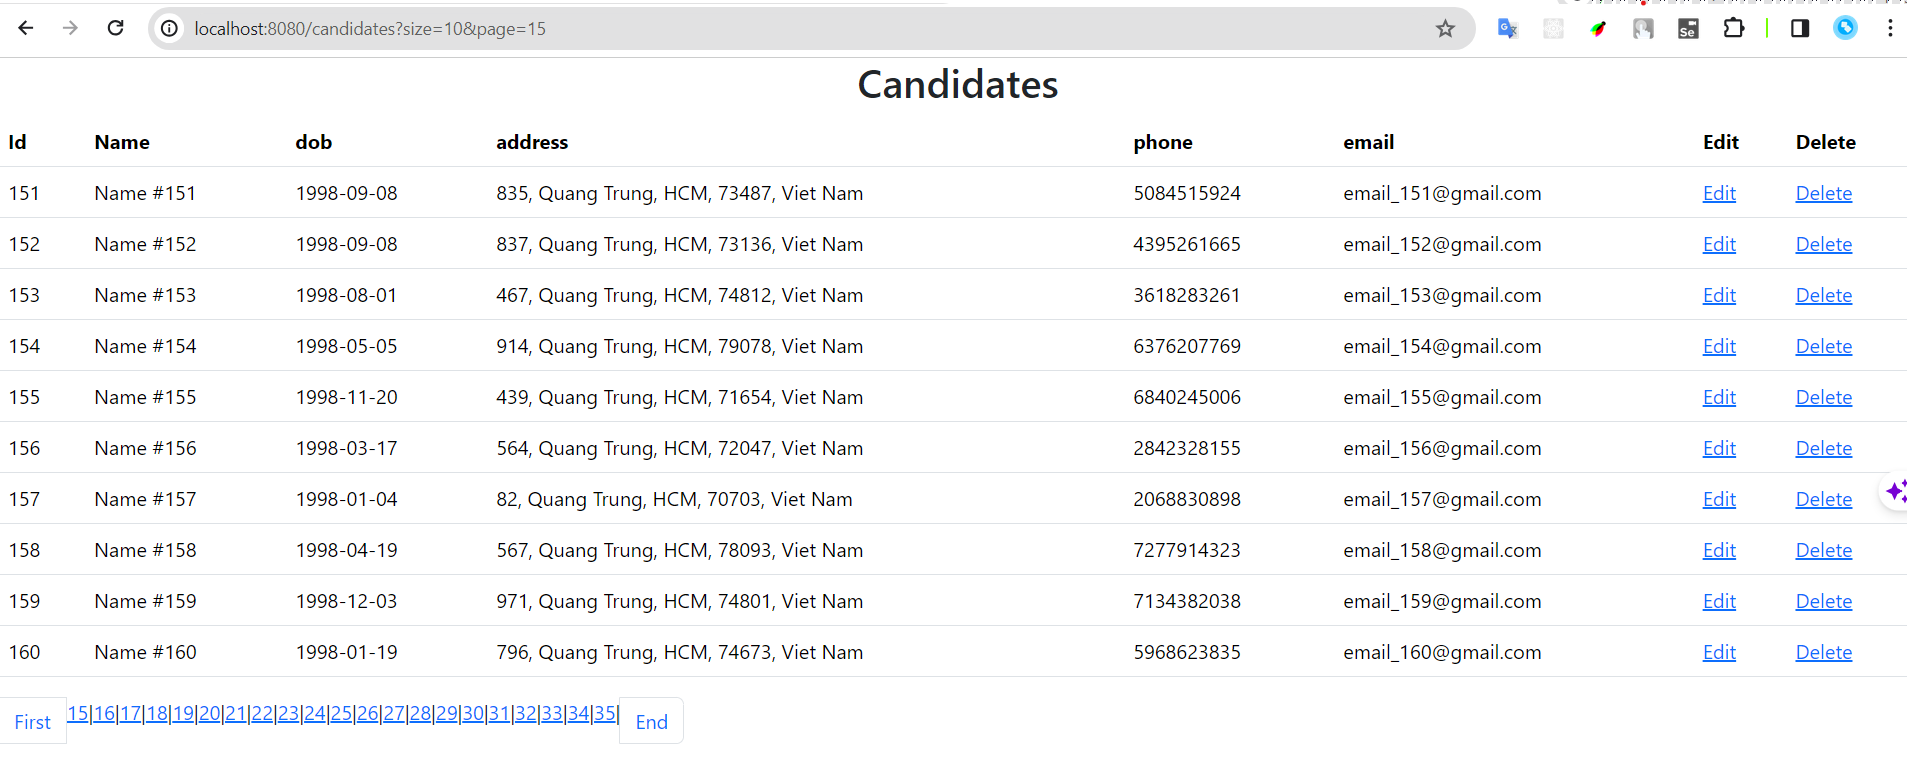 localhost:8080/candidates?size=10&page=15
Se
Candidates
Id Name dob address phone email Edit Delete
151 Name #151 1998-09-08 835, Quang Trung, HCM, 73487, Viet Nam 5084515924 email_151@gmail.com Edit Delete
152 Name #152 1998-09-08 837, Quang Trung, HCM, 73136, Viet Nam 4395261665 email_152@gmail.com Edit Delete
153 Name #153 1998-08-01 467, Quang Trung, HCM, 74812, Viet Nam 3618283261 email_153@gmail.com Edit Delete
154 Name #154 1998-05-05 914, Quang Trung, HCM, 79078, Viet Nam 6376207769 email_154@gmail.com Edit Delete
155 Name #155 1998-11-20 439, Quang Trung, HCM, 71654, Viet Nam 6840245006 email_155@gmail.com Edit Delete
156 Name #156 1998-03-17 564, Quang Trung, HCM, 72047, Viet Nam 2842328155 email_156@gmail.com Edit Delete
157 Name #157 1998-01-04 82, Quang Trung, HCM, 70703, Viet Nam 2068830898 email_157@gmail.com Edit Delete
158 Name #158 1998-04-19 567, Quang Trung, HCM, 78093, Viet Nam 7277914323 email_158@gmail.com Edit Delete
159 Name #159 1998-12-03 971, Quang Trung, HCM, 74801, Viet Nam 7134382038 email_159@gmail.com Edit Delete
160 Name #160 1998-01-19 796, Quang Trung, HCM, 74673, Viet Nam 5968623835 email_160@gmail.com Edit Delete
First 15|16|17|18|19|20|21|22|23|24|25|26|27|28|29|30|31|32|33|34|35| End